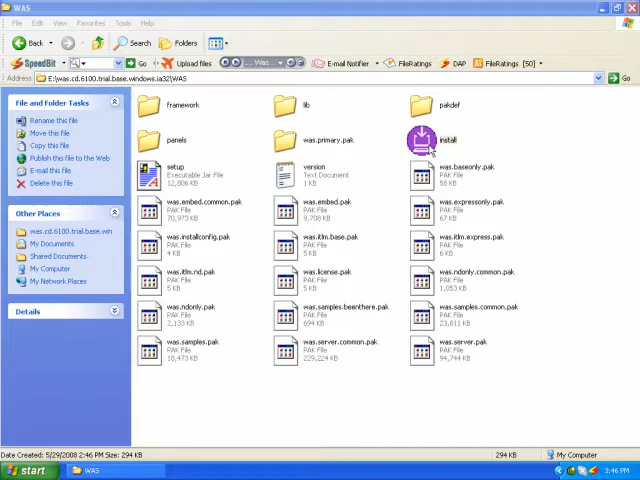 WAS
File Edit View Favorites Tools Help
Back Search Folders
SpeedBit Go Upload files ... Was... E-mail Notifier FileRatings DAP FileRatings [50]
Address E:\was.cd.6100.trial.base.windows.ia32\WAS Go
File and Folder Tasks
Rename this file
Move this file
Copy this file
Publish this file to the Web
E-mail this file
Delete this file
Other Places
was.cd.6100.trial.base.win
My Documents
Shared Documents
My Computer
My Network Places
Details
framework lib pakdef
panels was.primary.pak install
setup
Executable Jar File
12,806 KB
version
Text Document
1 KB
was.baseonly.pak
PAK File
58 KB
was.embed.common.pak
PAK File
70,973 KB
was.embed.pak
PAK File
9,708 KB
was.expressonly.pak
PAK File
67 KB
was.installconfig.pak
PAK File
4 KB
was.itlm.base.pak
PAK File
5 KB
was.itlm.express.pak
PAK File
6 KB
was.itlm.nd.pak
PAK File
5 KB
was.license.pak
PAK File
5 KB
was.ndonly.common.pak
PAK File
1,053 KB
was.ndonly.pak
PAK File
2,133 KB
was.samples.beenthere.pak
PAK File
694 KB
was.samples.common.pak
PAK File
23,811 KB
was.samples.pak
PAK File
18,473 KB
was.server.common.pak
PAK File
229,224 KB
was.server.pak
PAK File
94,744 KB
Date Created: 5/29/2008 2:46 PM Size: 294 KB 294 KB My Computer
start WAS 3:46 PM